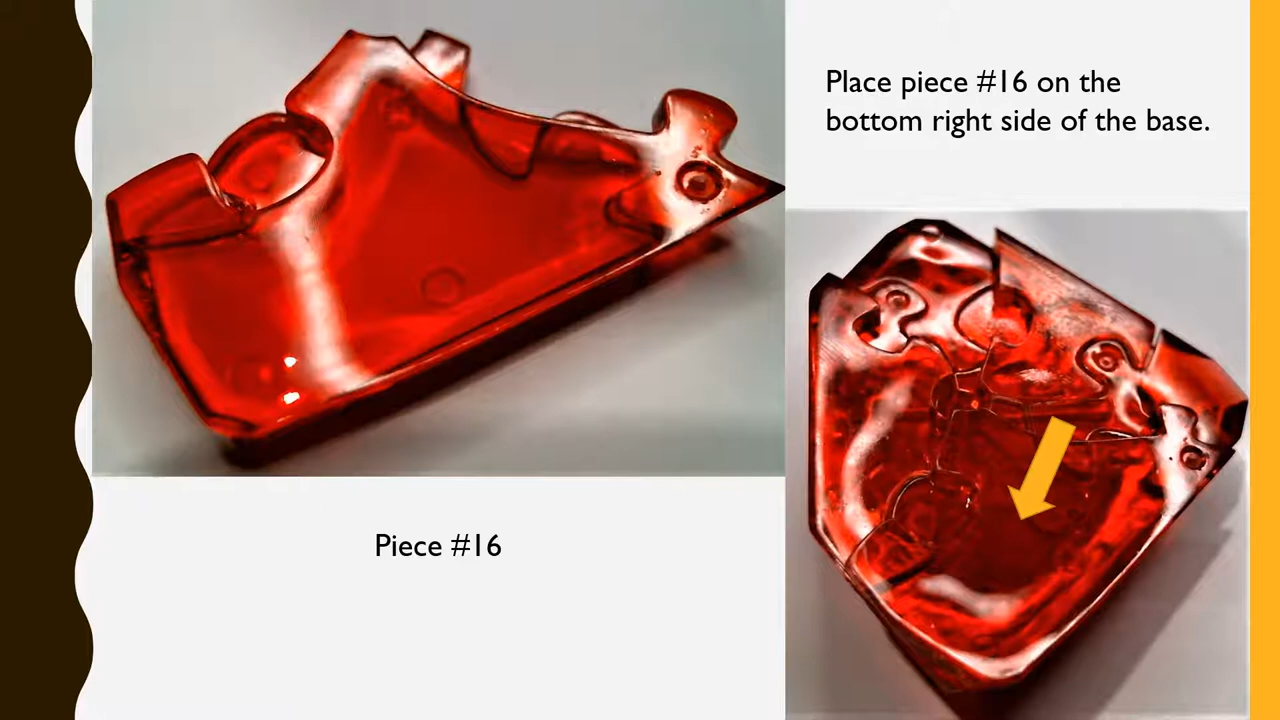 Place piece #16 on the
bottom right side of the base.
Piece #16